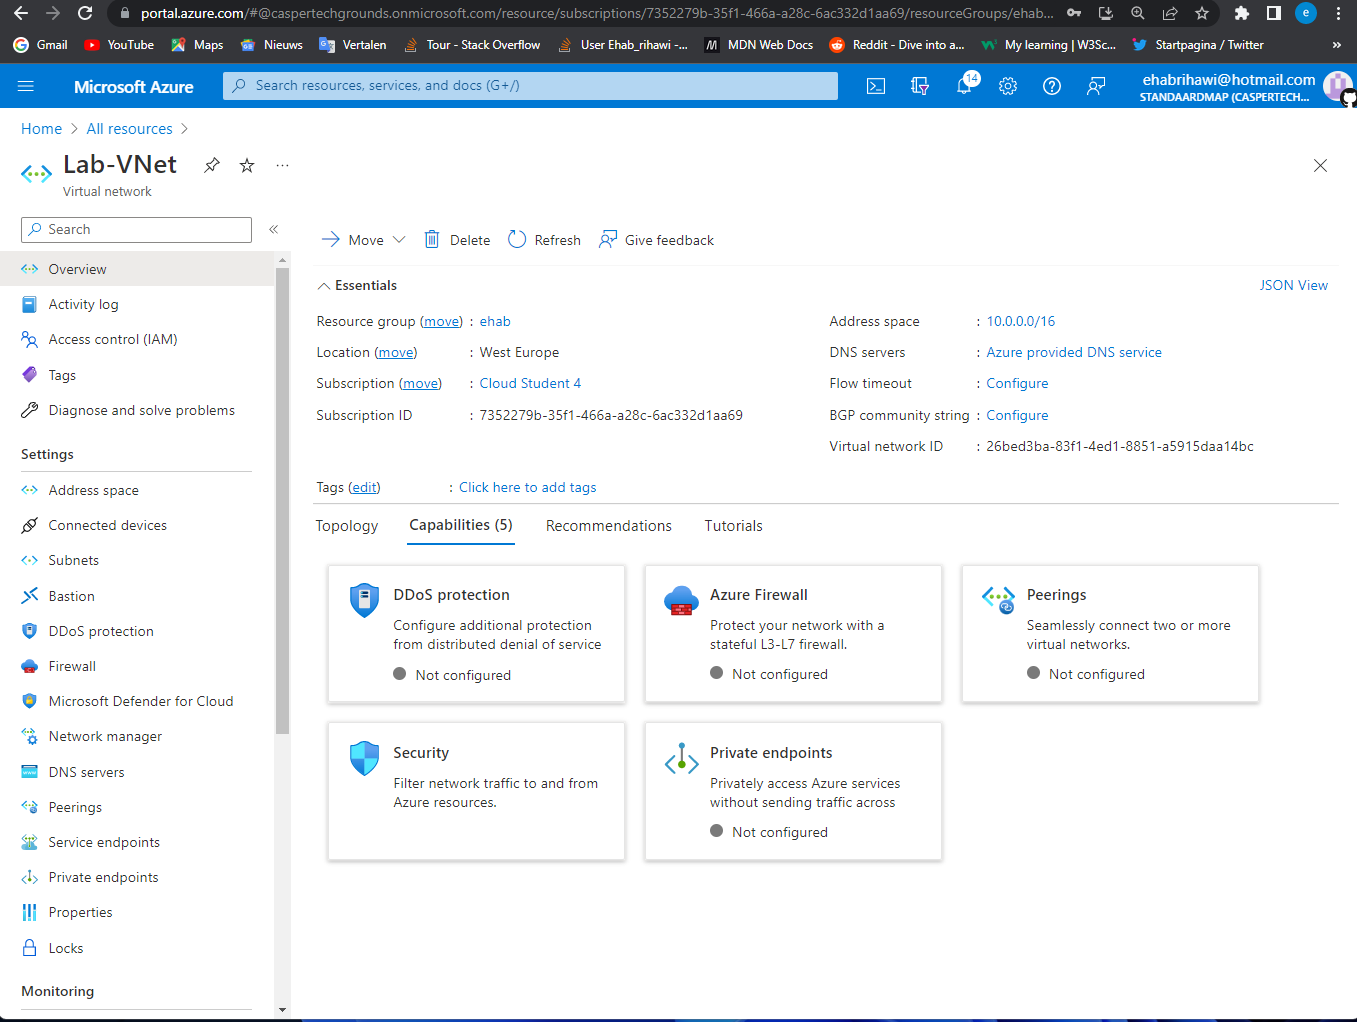 portal.azure.com/#@caspertechgrounds.onmicrosoft.com/resource/subscriptions/7352279b-35f1-466a-a28c-6ac332d1aa69/resourceGroups/ehab...
e
Gmail YouTube Maps Nieuws Vertalen Tour - Stack Overflow User Ehab_rihawi -... MDN Web Docs Reddit - Dive into a... My learning | W3Sc... Startpagina / Twitter »
Microsoft Azure
Search resources, services, and docs (G+/)
14
ehabrihawi@hotmail.com
STANDAARDMAP (CASPERTECH...
Home > All resources >
Lab-VNet
...
Virtual network
Search
«
Overview
Activity log
Access control (IAM)
Tags
Diagnose and solve problems
Settings
Address space
Connected devices
Subnets
Bastion
DDoS protection
Firewall
Microsoft Defender for Cloud
Network manager
DNS servers
Peerings
Service endpoints
Private endpoints
Properties
Locks
Monitoring
Move Delete Refresh Give feedback
Essentials
JSON View
Resource group (move) : ehab
Location (move) : West Europe
Subscription (move) : Cloud Student 4
Subscription ID : 7352279b-35f1-466a-a28c-6ac332d1aa69
Address space : 10.0.0.0/16
DNS servers : Azure provided DNS service
Flow timeout : Configure
BGP community string : Configure
Virtual network ID : 26bed3ba-83f1-4ed1-8851-a5915daa14bc
Tags (edit) : Click here to add tags
Topology Capabilities (5) Recommendations Tutorials
DDoS protection
Configure additional protection
from distributed denial of service
Not configured
Azure Firewall
Protect your network with a
stateful L3-L7 firewall.
Not configured
Peerings
Seamlessly connect two or more
virtual networks.
Not configured
Security
Filter network traffic to and from
Azure resources.
Private endpoints
Privately access Azure services
without sending traffic across
Not configured